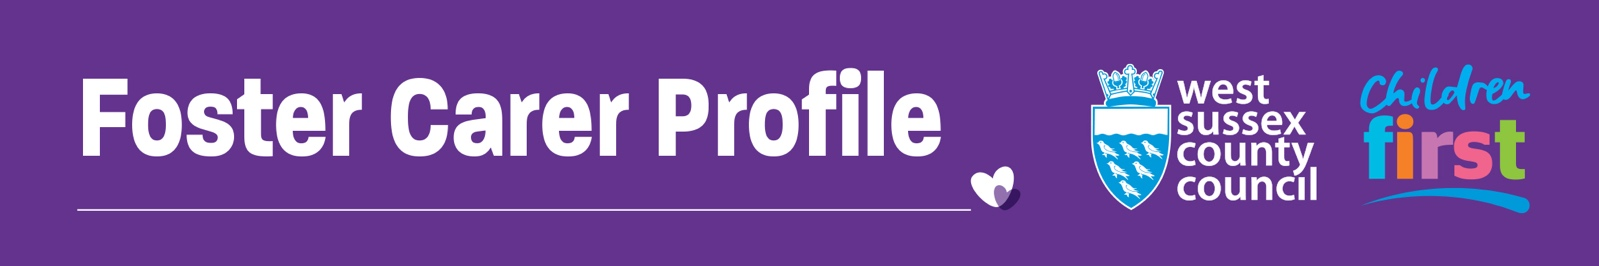 Foster Carer Profile
west
sussex
county
council
Children
first